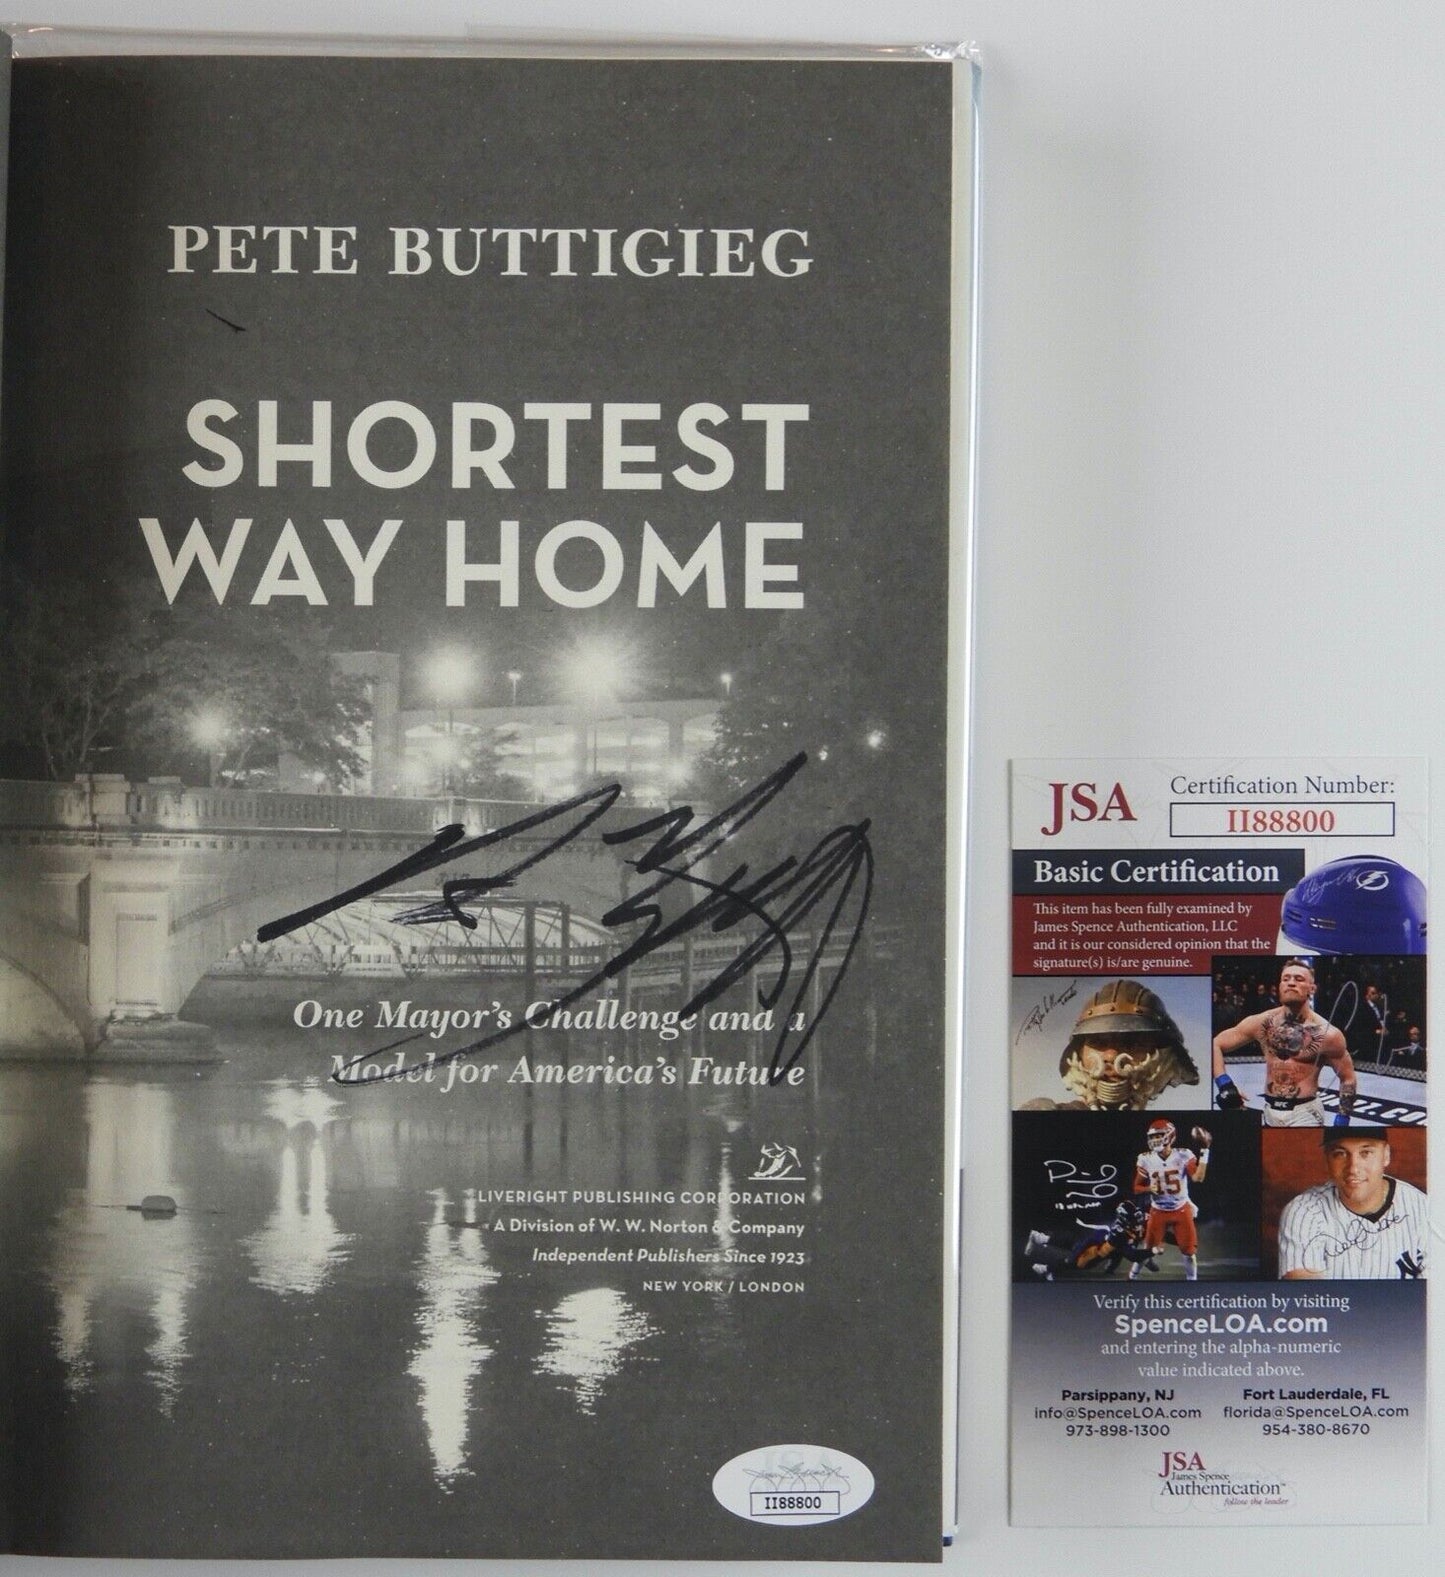 PETE BUTTIGIEG
SHORTEST
WAY HOME
One Mayor's Challenge and a
Model for America's Future
LIVERIGHT PUBLISHING CORPORATION
A Division of W. W. Norton & Company
Independent Publishers Since 1923
NEW YORK / LONDON
II88800
JSA
Certification Number:
II88800
Basic Certification
This item has been fully examined by
James Spence Authentication, LLC
and it is our considered opinion that the
signature(s) is/are genuine.
15
Verify this certification by visiting
SpenceLOA.com
and entering the alpha-numeric
value indicated above.
Parsippany, NJ
info@SpenceLOA.com
973-898-1300
Fort Lauderdale, FL
florida@SpenceLOA.com
954-380-8670
JSA
James Spence
Authentication™
follow the leader